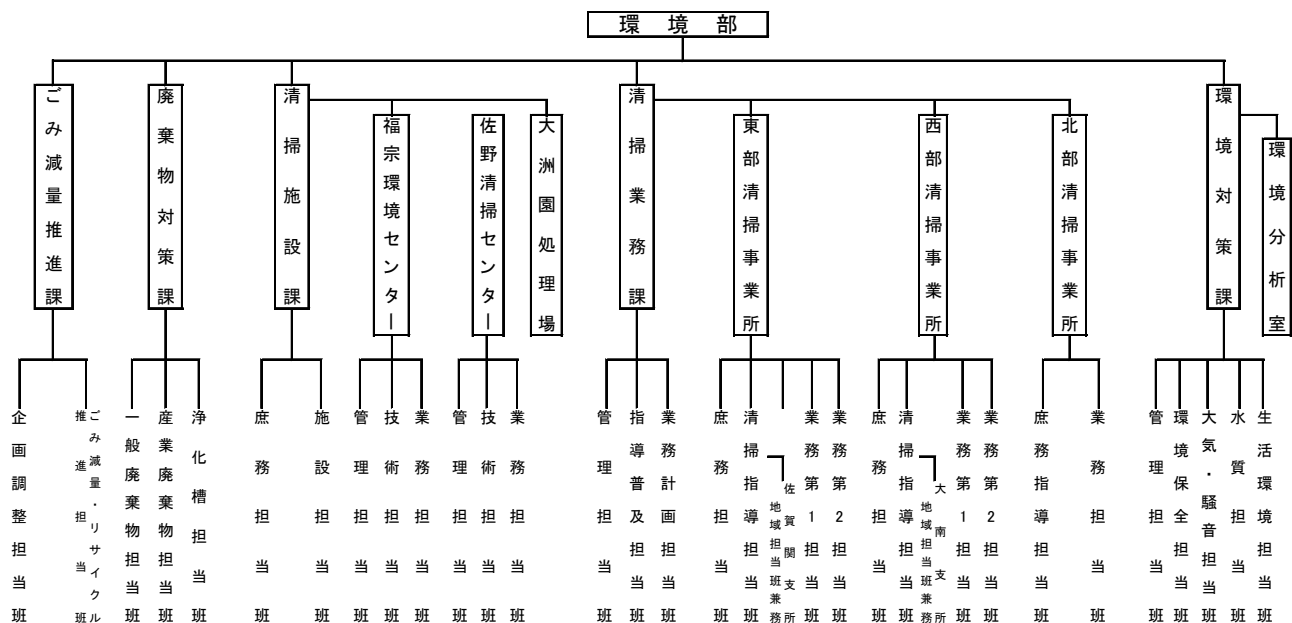 環境部
ごみ減量推進課
廃棄物対策課
清掃施設課
福宗環境センター
佐野清掃センター
大洲園処理場
清掃業務課
東部清掃事業所
西部清掃事業所
北部清掃事業所
環境対策課
環境分析室
企画調整担当班
ごみ減量・リサイクル
推進担当班
一般廃棄物担当班
産業廃棄物担当班
浄化槽担当班
庶務担当班
施設担当班
管理担当班
技術担当班
業務担当班
管理担当班
技術担当班
業務担当班
管理担当班
指導普及担当班
業務計画担当班
庶務担当班
清掃指導担当班
佐賀関支所
地域担当班兼務
業務第1担当班
業務第2担当班
庶務担当班
清掃指導担当班
大南支所
地域担当班兼務
業務第1担当班
業務第2担当班
庶務指導担当班
業務担当班
管理担当班
環境保全担当班
大気・騒音担当班
水質担当班
生活環境担当班